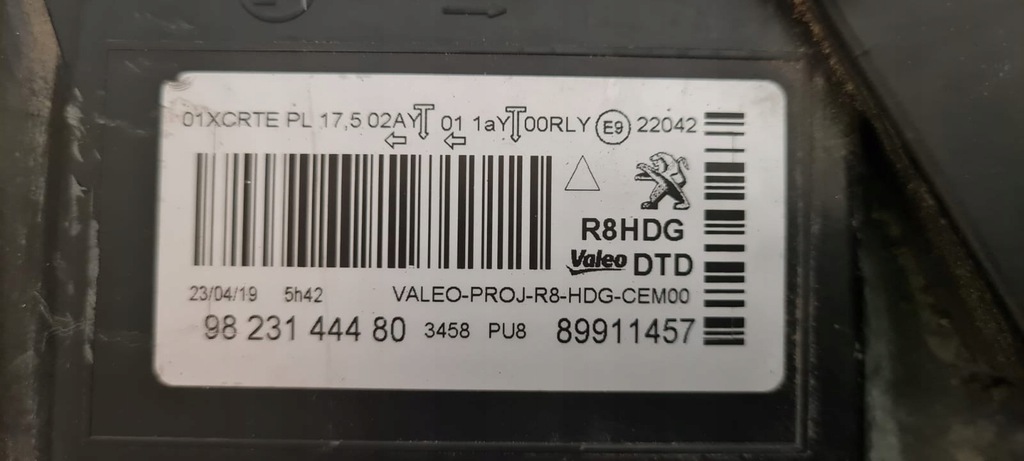 01XCRTE PL 17,5 02AY 01 1aY 00RLY E9 22042
R8HDG
Valeo DTD
23/04/19 5h42 VALEO-PROJ-R8-HDG-CEM00
98 231 444 80 3458 PU8 89911457